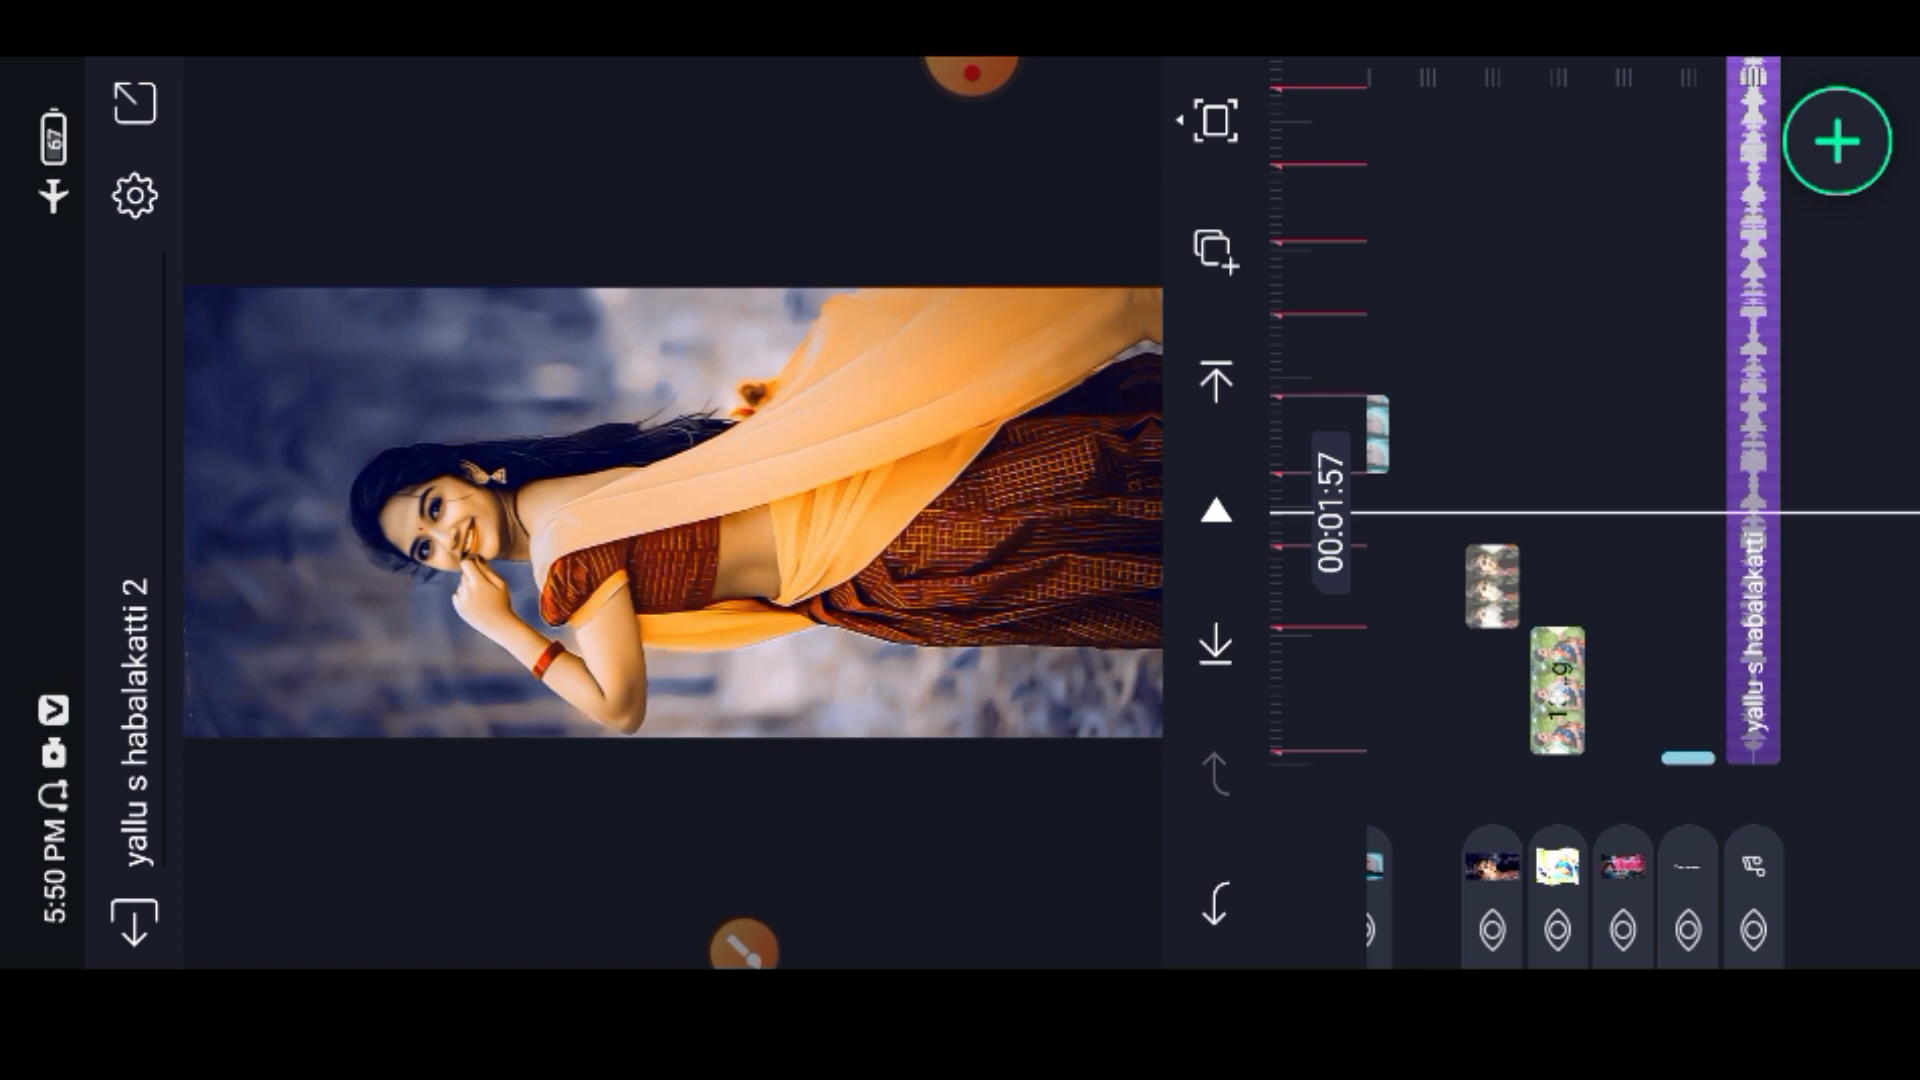 5:50 PM
67
yallu s habalakatti 2
00:01:57
yallu s habalakatti